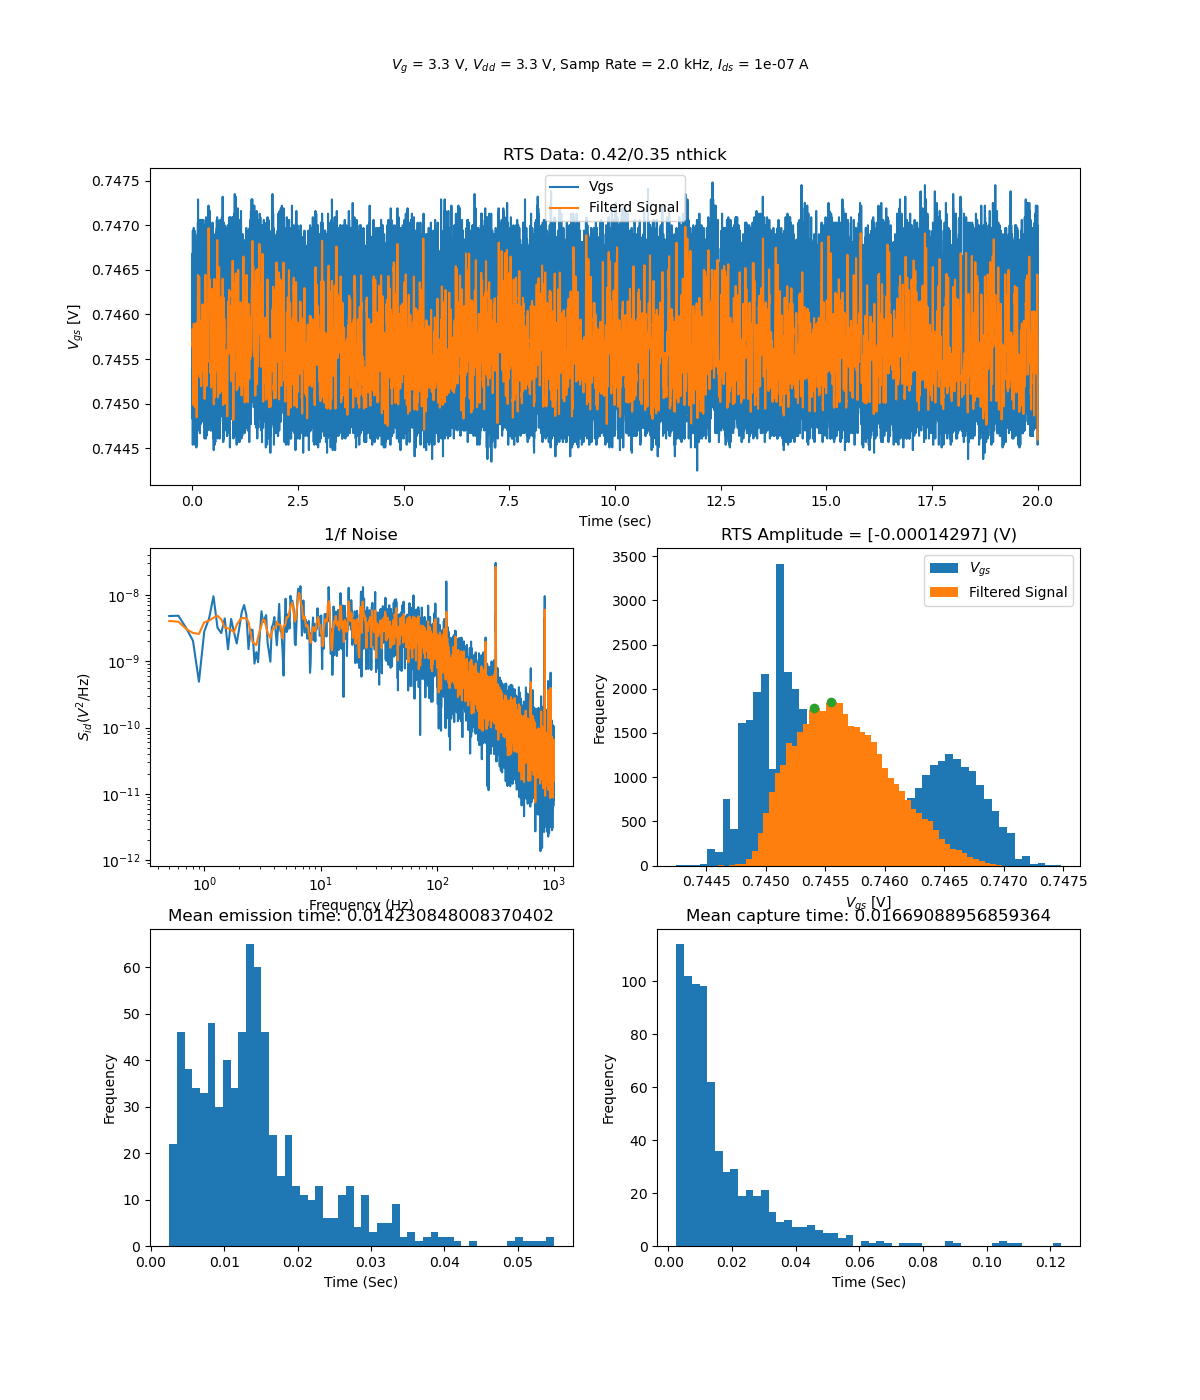 V_g = 3.3 V, V_dd = 3.3 V, Samp Rate = 2.0 kHz, I_ds = 1e-07 A
RTS Data: 0.42/0.35 nthick
Vgs
Filterd Signal
0.7475
0.7470
0.7465
0.7460
0.7455
0.7450
0.7445
V_gs [V]
0.0 2.5 5.0 7.5 10.0 12.5 15.0 17.5 20.0
Time (sec)
1/f Noise
10^-8
10^-9
10^-10
10^-11
10^-12
S_id (V^2/Hz)
10^0 10^1 10^2 10^3
Frequency (Hz)
RTS Amplitude = [-0.00014297] (V)
V_gs
Filtered Signal
3500
3000
2500
2000
1500
1000
500
0
Frequency
0.7445 0.7450 0.7455 0.7460 0.7465 0.7470 0.7475
V_gs [V]
Mean emission time: 0.014230848008370402
60
50
40
30
20
10
0
Frequency
0.00 0.01 0.02 0.03 0.04 0.05
Time (Sec)
Mean capture time: 0.01669088956859364
100
80
60
40
20
0
Frequency
0.00 0.02 0.04 0.06 0.08 0.10 0.12
Time (Sec)